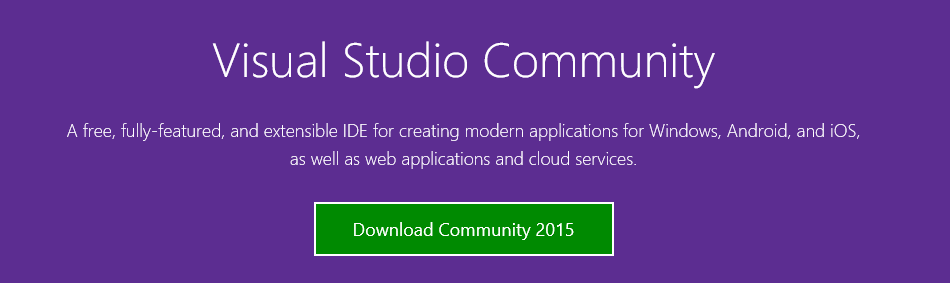 Visual Studio Community
A free, fully-featured, and extensible IDE for creating modern applications for Windows, Android, and iOS,
as well as web applications and cloud services.
Download Community 2015